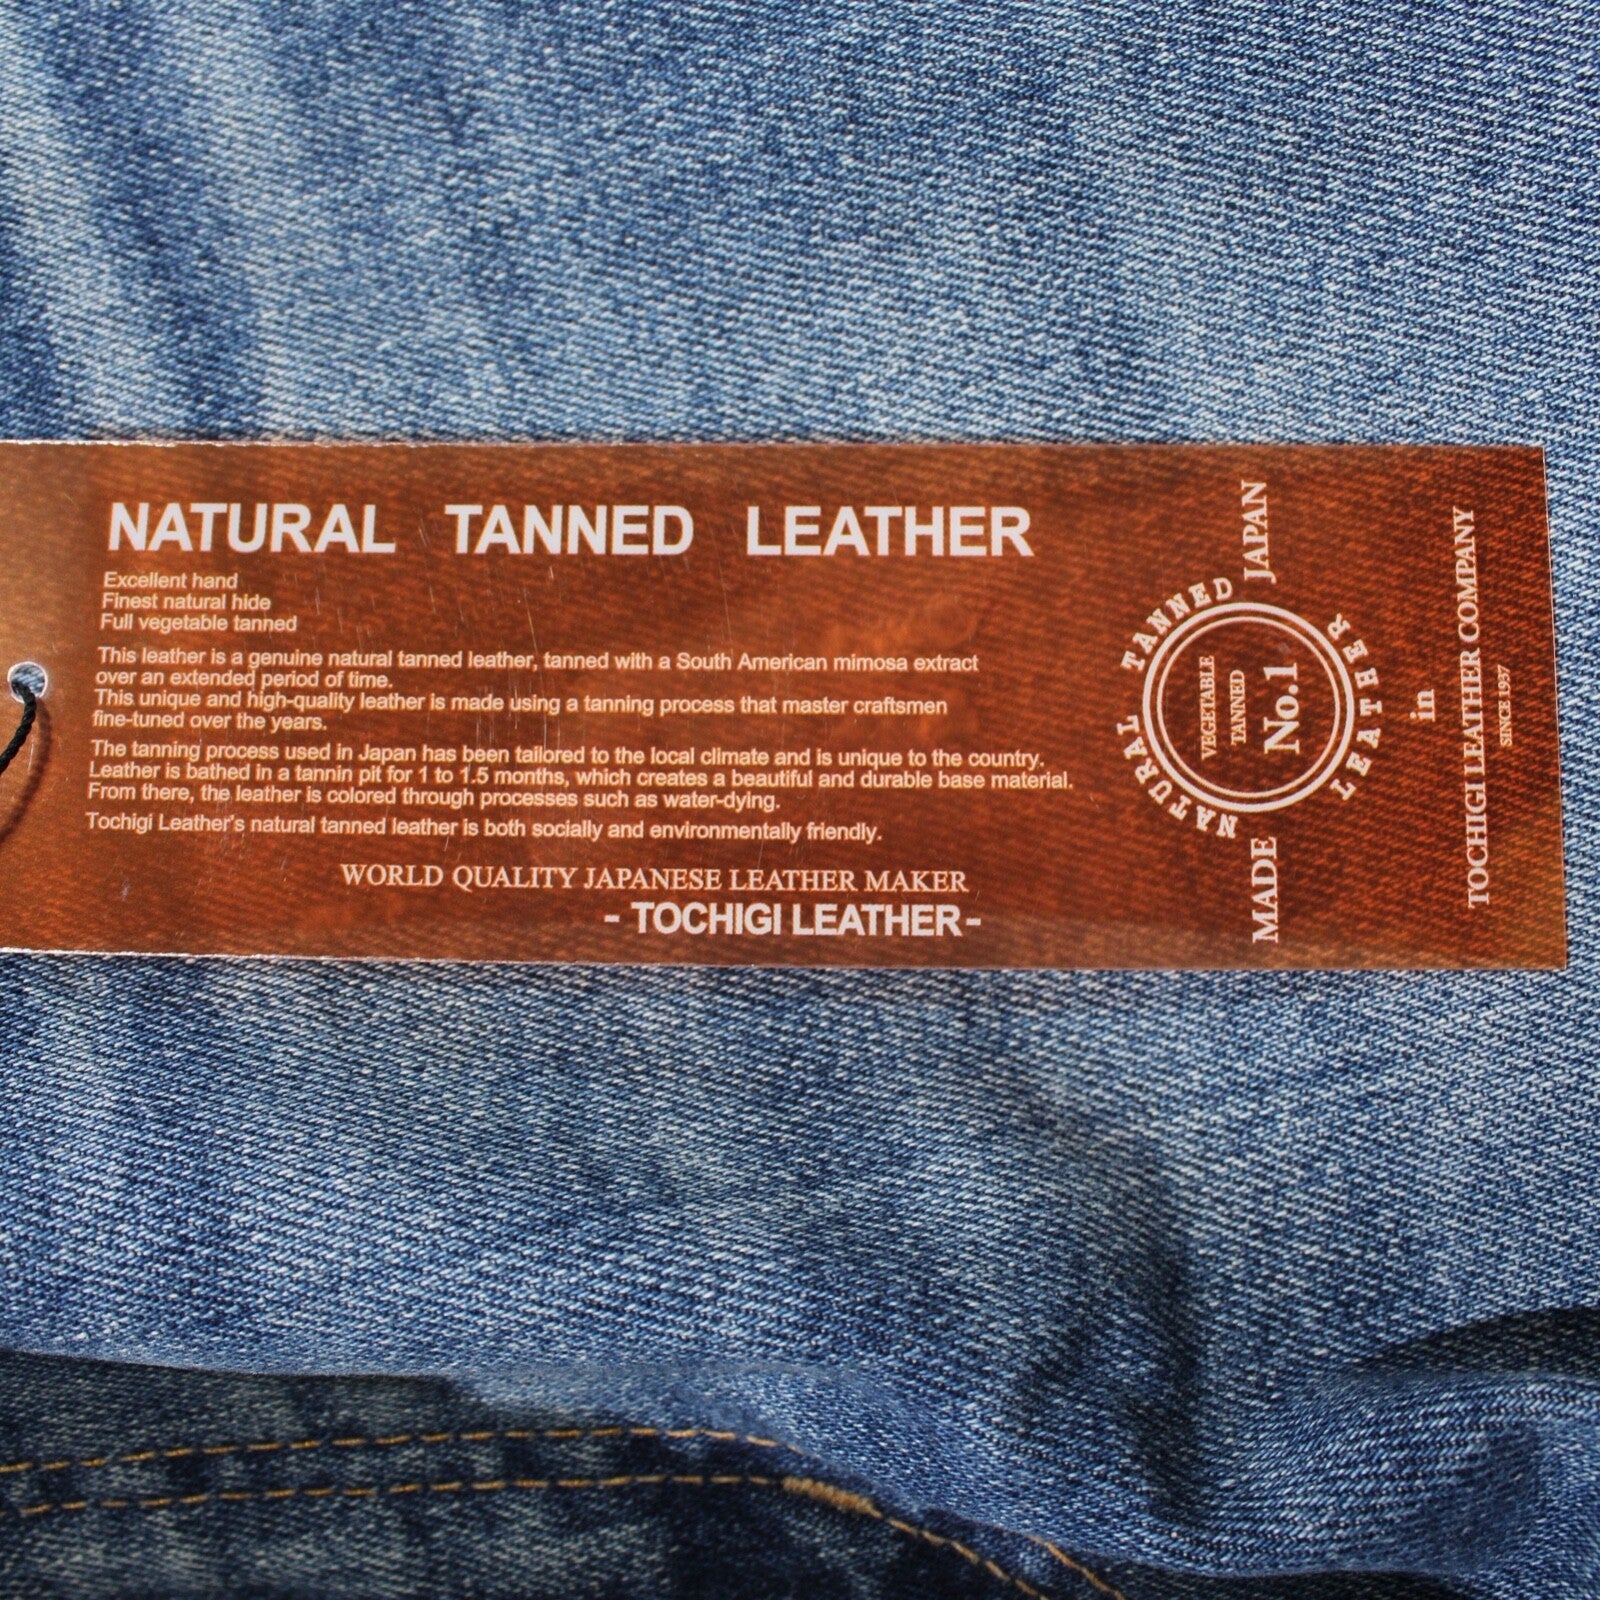 NATURAL TANNED LEATHER
Excellent hand
Finest natural hide
Full vegetable tanned
This leather is a genuine natural tanned leather, tanned with a South American mimosa extract
over an extended period of time.
This unique and high-quality leather is made using a tanning process that master craftsmen
fine-tuned over the years.
The tanning process used in Japan has been tailored to the local climate and is unique to the country.
Leather is bathed in a tannin pit for 1 to 1.5 months, which creates a beautiful and durable base material.
From there, the leather is colored through processes such as water-dying.
Tochigi Leather's natural tanned leather is both socially and environmentally friendly.
WORLD QUALITY JAPANESE LEATHER MAKER
- TOCHIGI LEATHER -
MADE JAPAN
NATURAL TANNED
VEGETABLE
TANNED
No.1
LEATHER
in
TOCHIGI LEATHER COMPANY
SINCE 1937